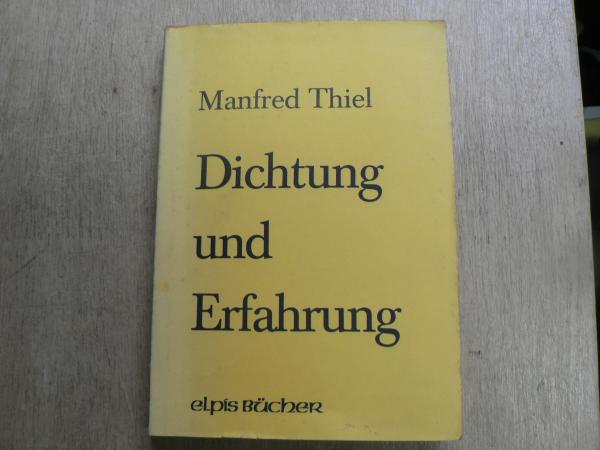 Manfred Thiel
Dichtung
und
Erfahrung
elpis Bücher